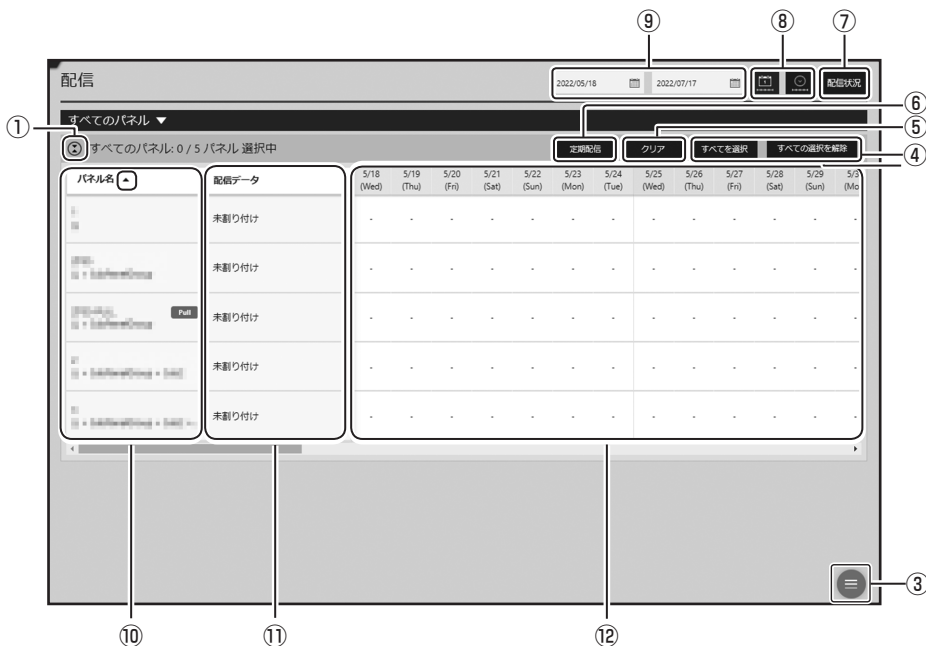 ⑨ ⑧ ⑦
配信 2022/05/18 2022/07/17 配信状況
すべてのパネル ▼ ⑥
① すべてのパネル: 0 / 5 パネル 選択中 定期配信 クリア すべてを選択 すべての選択を解除 ⑤
④
パネル名 ▲ 配信データ 5/18 5/19 5/20 5/21 5/22 5/23 5/24 5/25 5/26 5/27 5/28 5/29
(Wed) (Thu) (Fri) (Sat) (Sun) (Mon) (Tue) (Wed) (Thu) (Fri) (Sat) (Sun)
未割り付け - - - - - - - - - - - - -
未割り付け - - - - - - - - - - - - -
Pull 未割り付け - - - - - - - - - - - - -
未割り付け - - - - - - - - - - - - -
未割り付け - - - - - - - - - - - - -
③
⑩ ⑪ ⑫